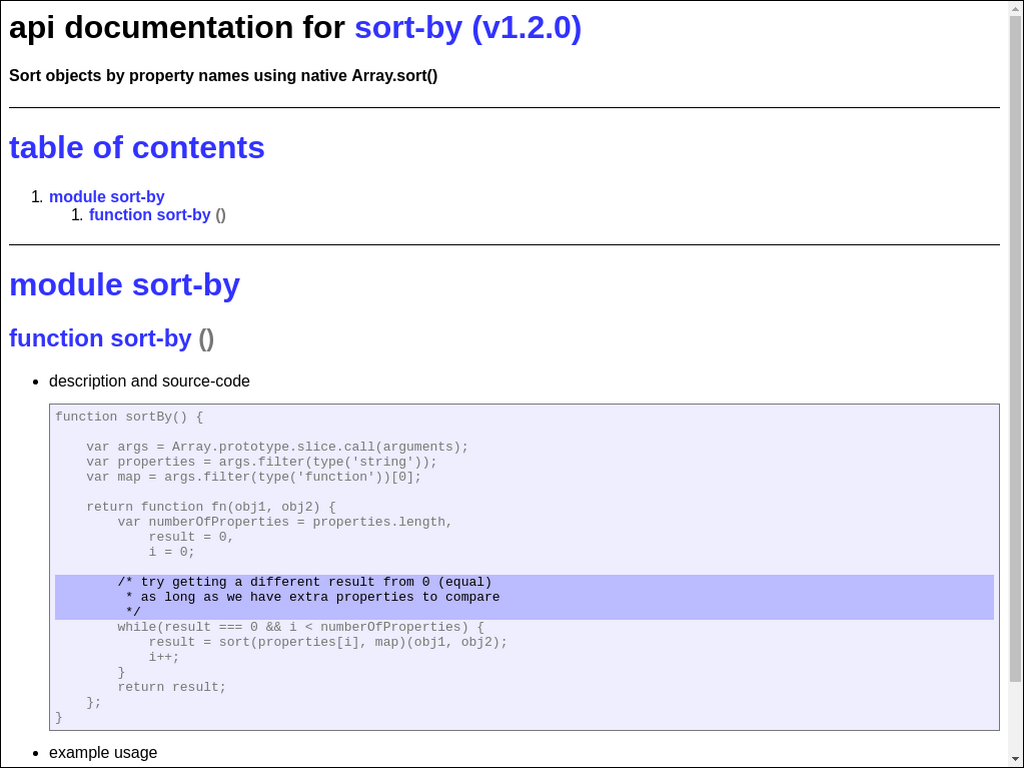 api documentation for sort-by (v1.2.0)
Sort objects by property names using native Array.sort()
table of contents
1. module sort-by
1. function sort-by ()
module sort-by
function sort-by ()
• description and source-code
function sortBy() {
    var args = Array.prototype.slice.call(arguments);
    var properties = args.filter(type('string'));
    var map = args.filter(type('function'))[0];
    return function fn(obj1, obj2) {
        var numberOfProperties = properties.length,
            result = 0,
            i = 0;
        /* try getting a different result from 0 (equal)
         * as long as we have extra properties to compare
         */
        while(result === 0 && i < numberOfProperties) {
            result = sort(properties[i], map)(obj1, obj2);
            i++;
        }
        return result;
    };
}
• example usage